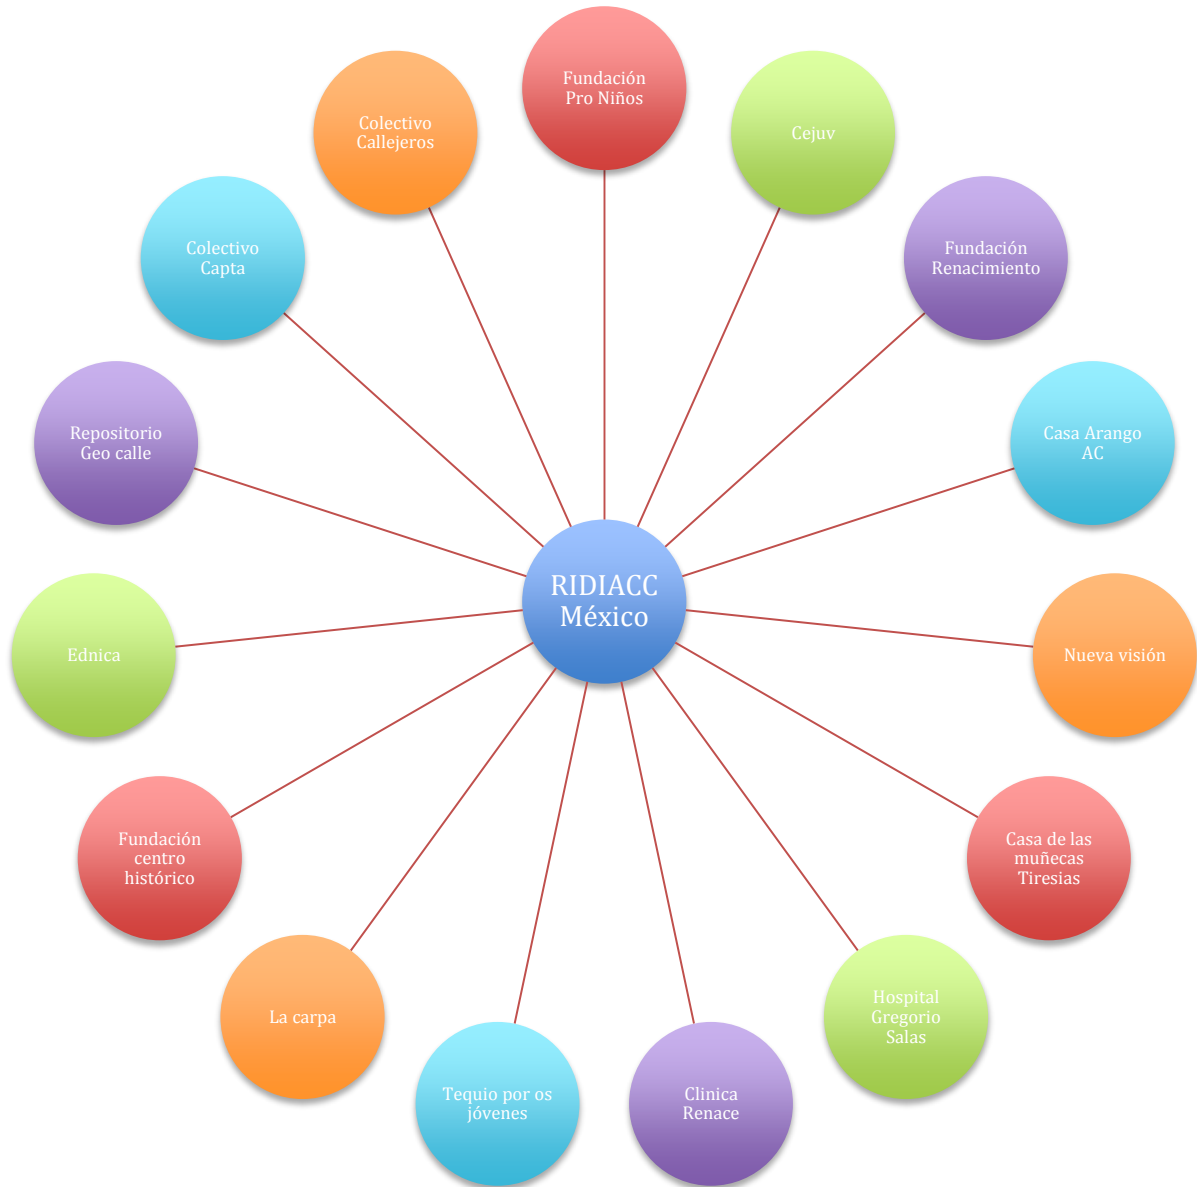 Fundación
Pro Niños
Cejuv
Fundación
Renacimiento
Casa Arango
AC
Nueva visión
Casa de las
muñecas
Tiresias
Hospital
Gregorio
Salas
Clinica
Renace
Tequio por os
jóvenes
La carpa
Fundación
centro
histórico
Ednica
Repositorio
Geo calle
Colectivo
Capta
Colectivo
Callejeros
RIDIACC
México